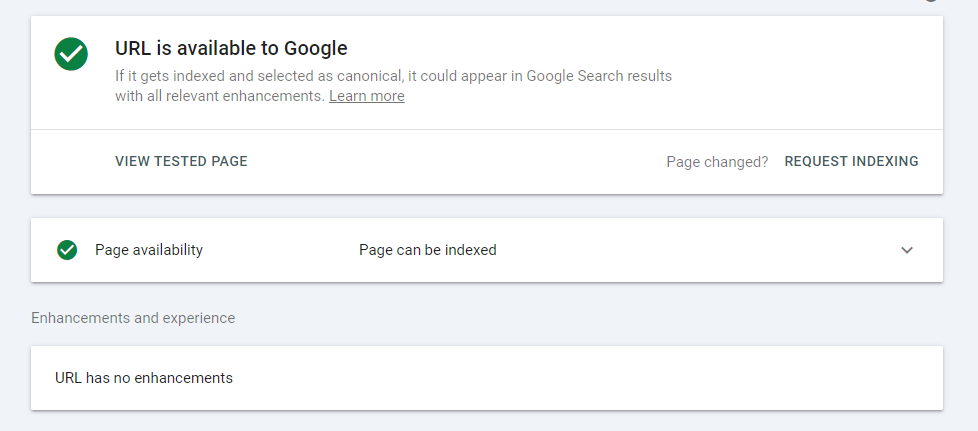 URL is available to Google
If it gets indexed and selected as canonical, it could appear in Google Search results
with all relevant enhancements. Learn more
VIEW TESTED PAGE
Page changed? REQUEST INDEXING
Page availability
Page can be indexed
Enhancements and experience
URL has no enhancements